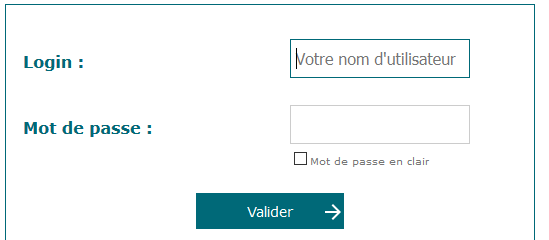 Login :
Votre nom d'utilisateur
Mot de passe :
Mot de passe en clair
Valider